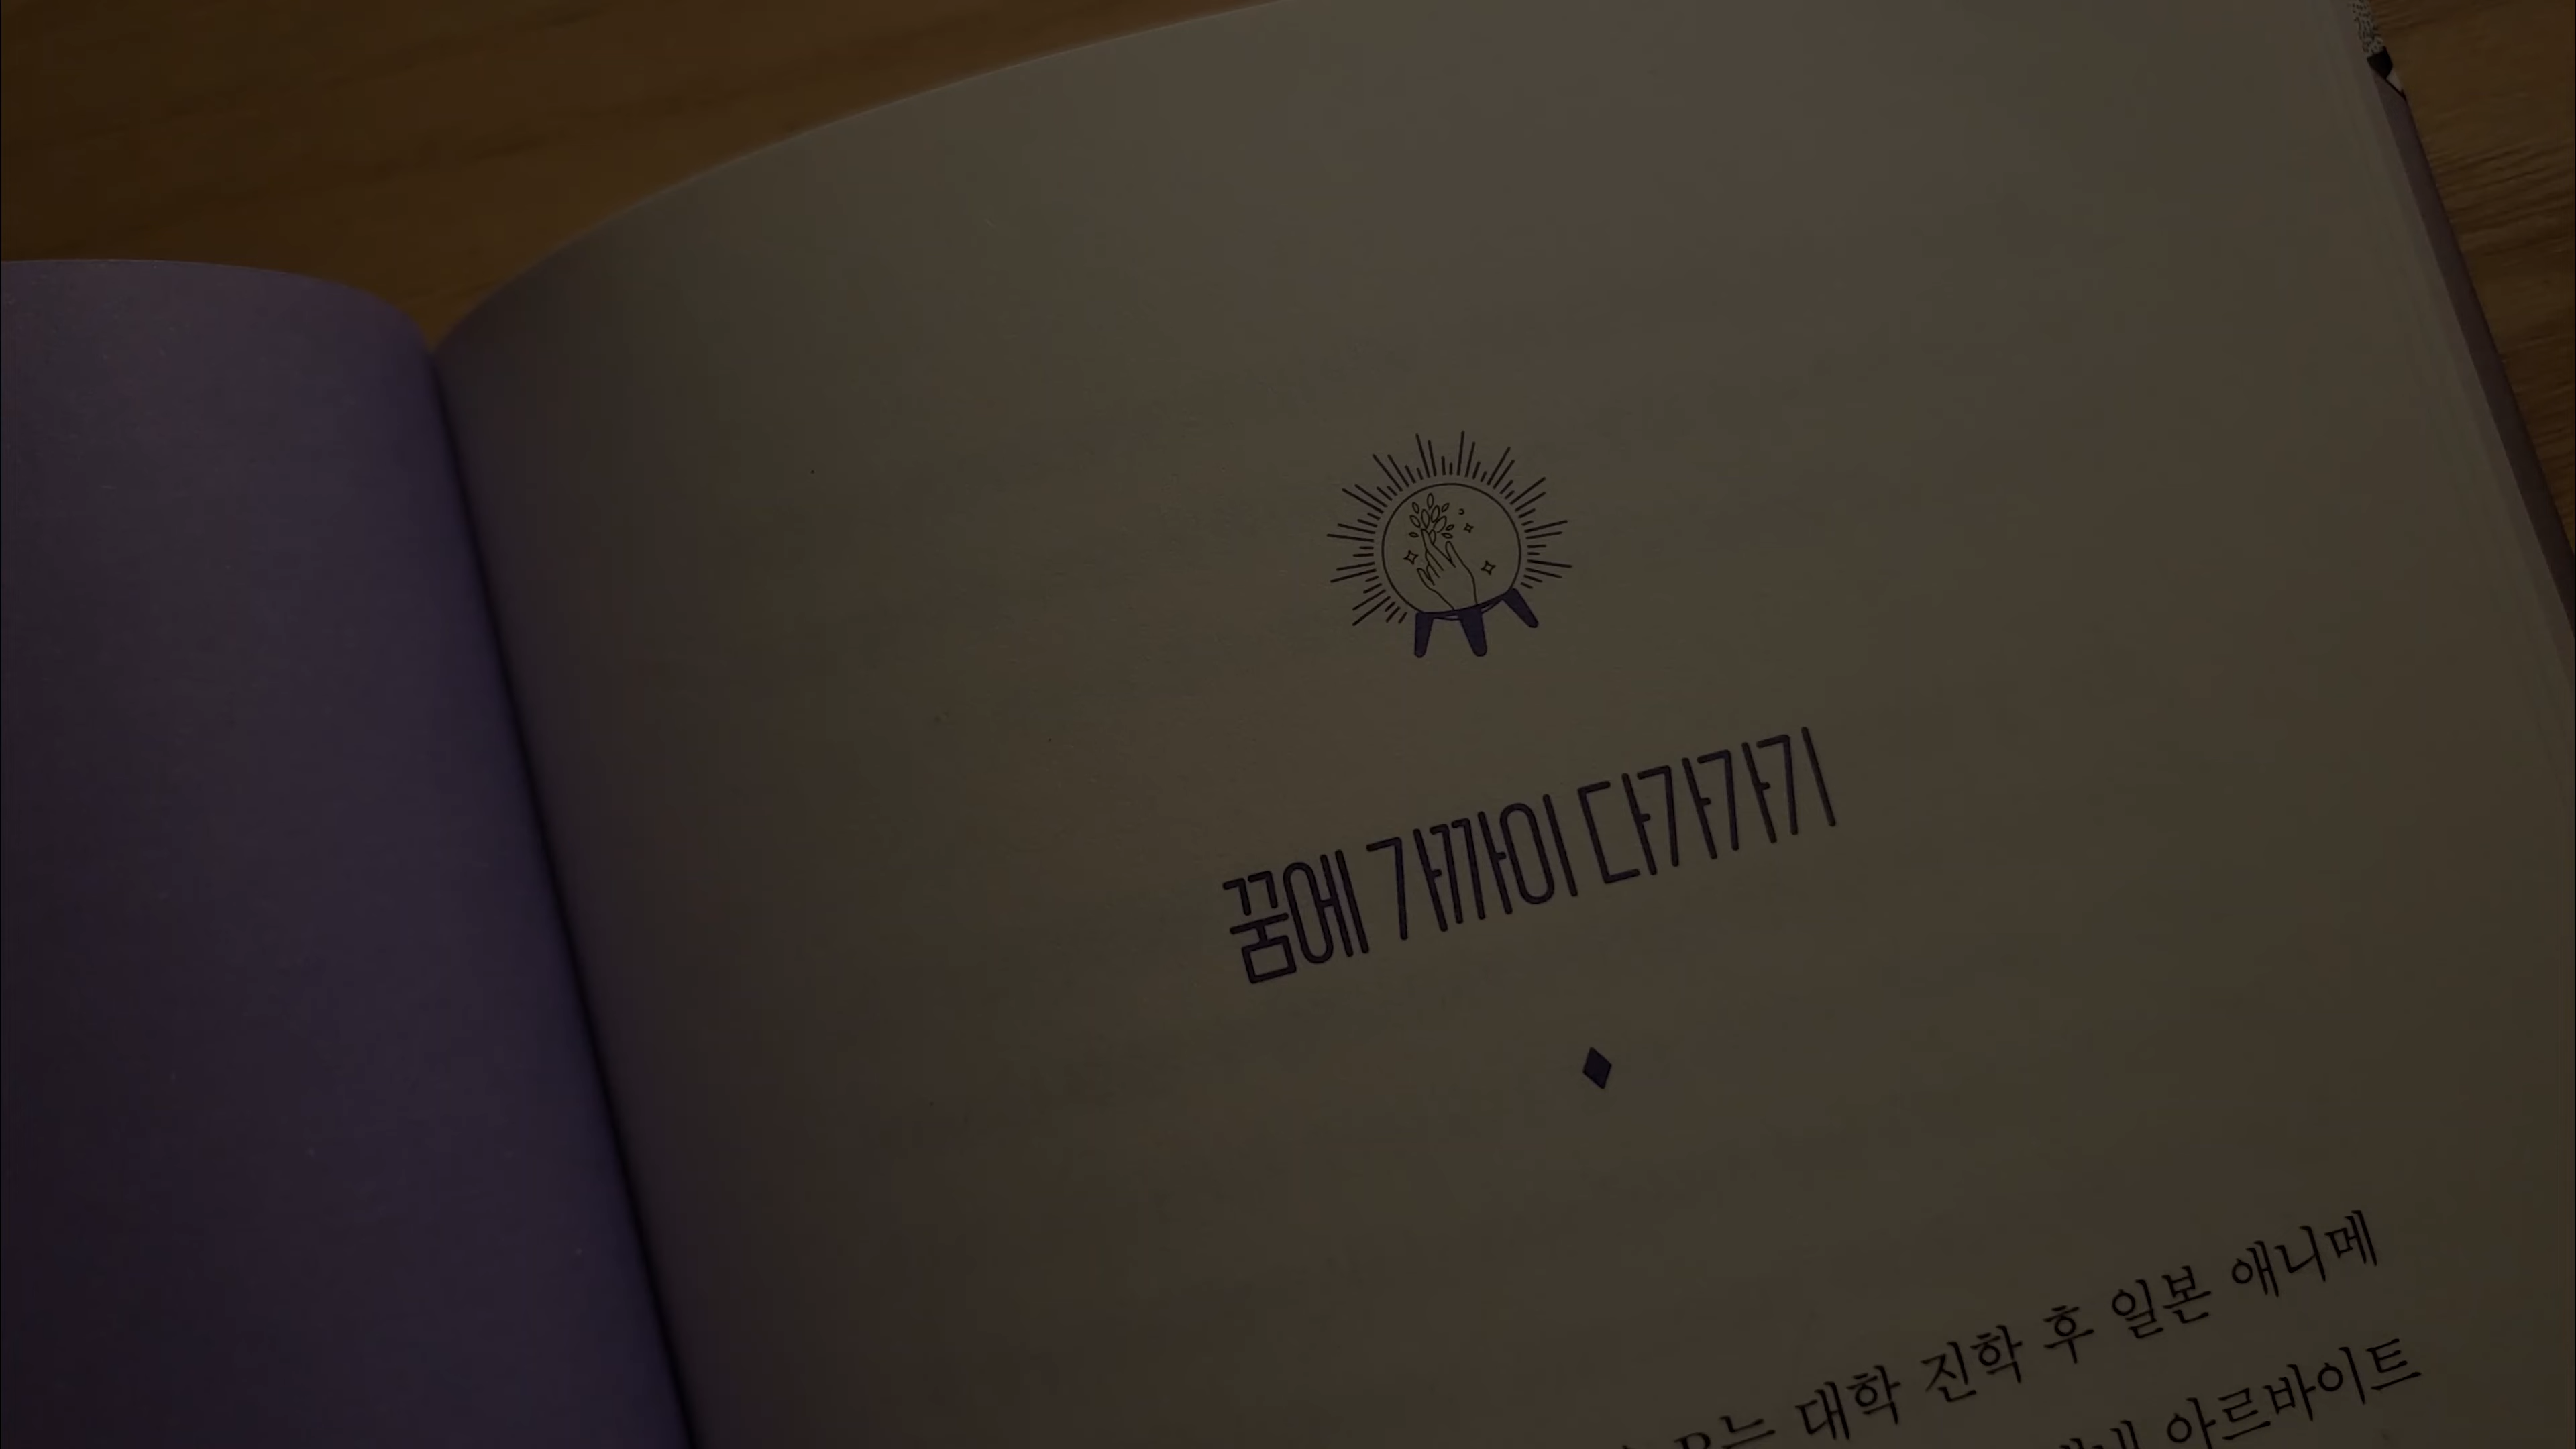 꿈에 가까이 다가가기
대학 진학 후 일본 애니메
아르바이트